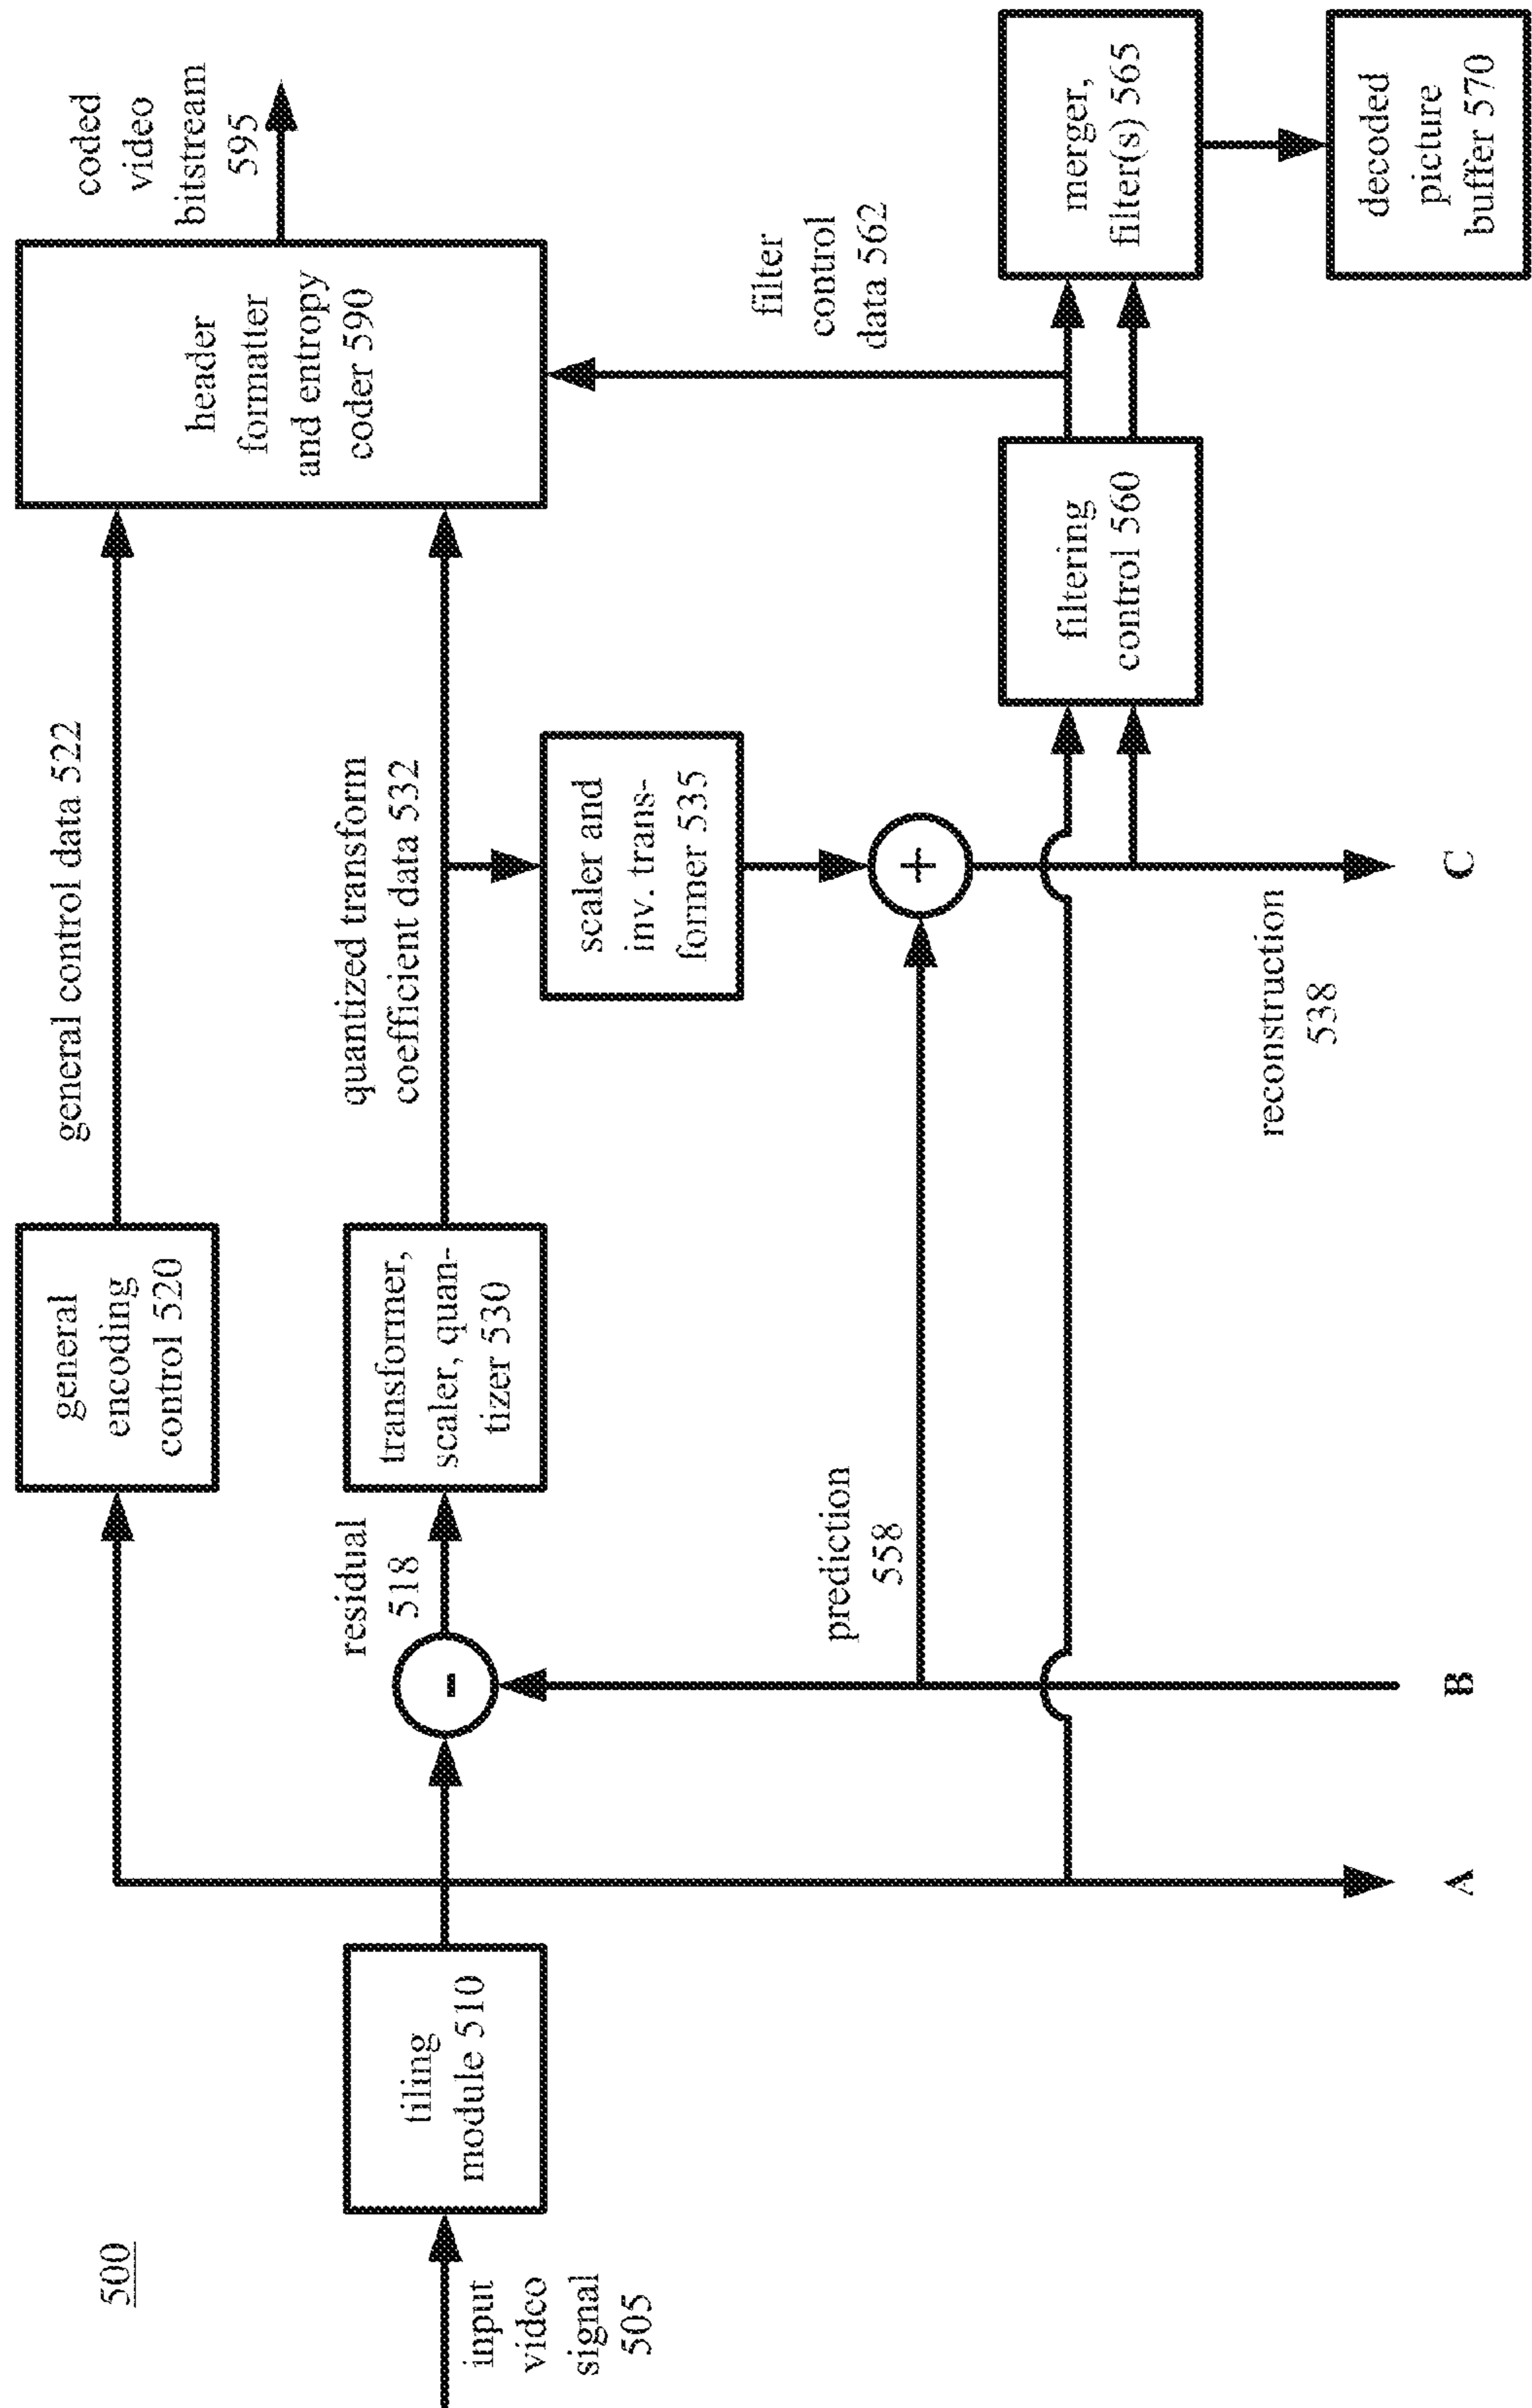 500
input
video
signal
505
tiling
module 510
general
encoding
control 520
general control data 522
residual
518
-
transformer,
scaler, quan-
tizer 530
quantized transform
coefficient data 532
header
formatter
and entropy
coder 590
coded
video
bitstream
595
scaler and
inv. trans-
former 535
prediction
558
+
filter
control
data 562
filtering
control 560
merger,
filter(s) 565
decoded
picture
buffer 570
reconstruction
538
A
B
C